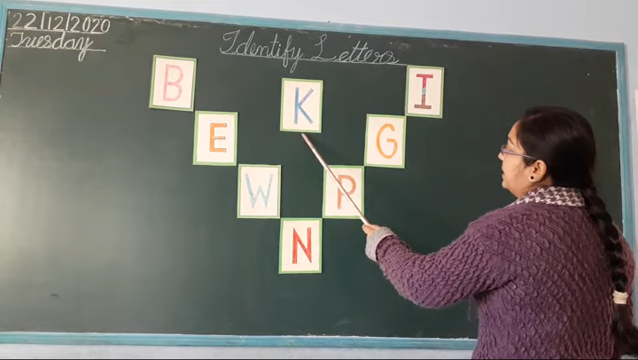 22/12/2020
Tuesday
Identify Letters
B K I
E G
W P
N